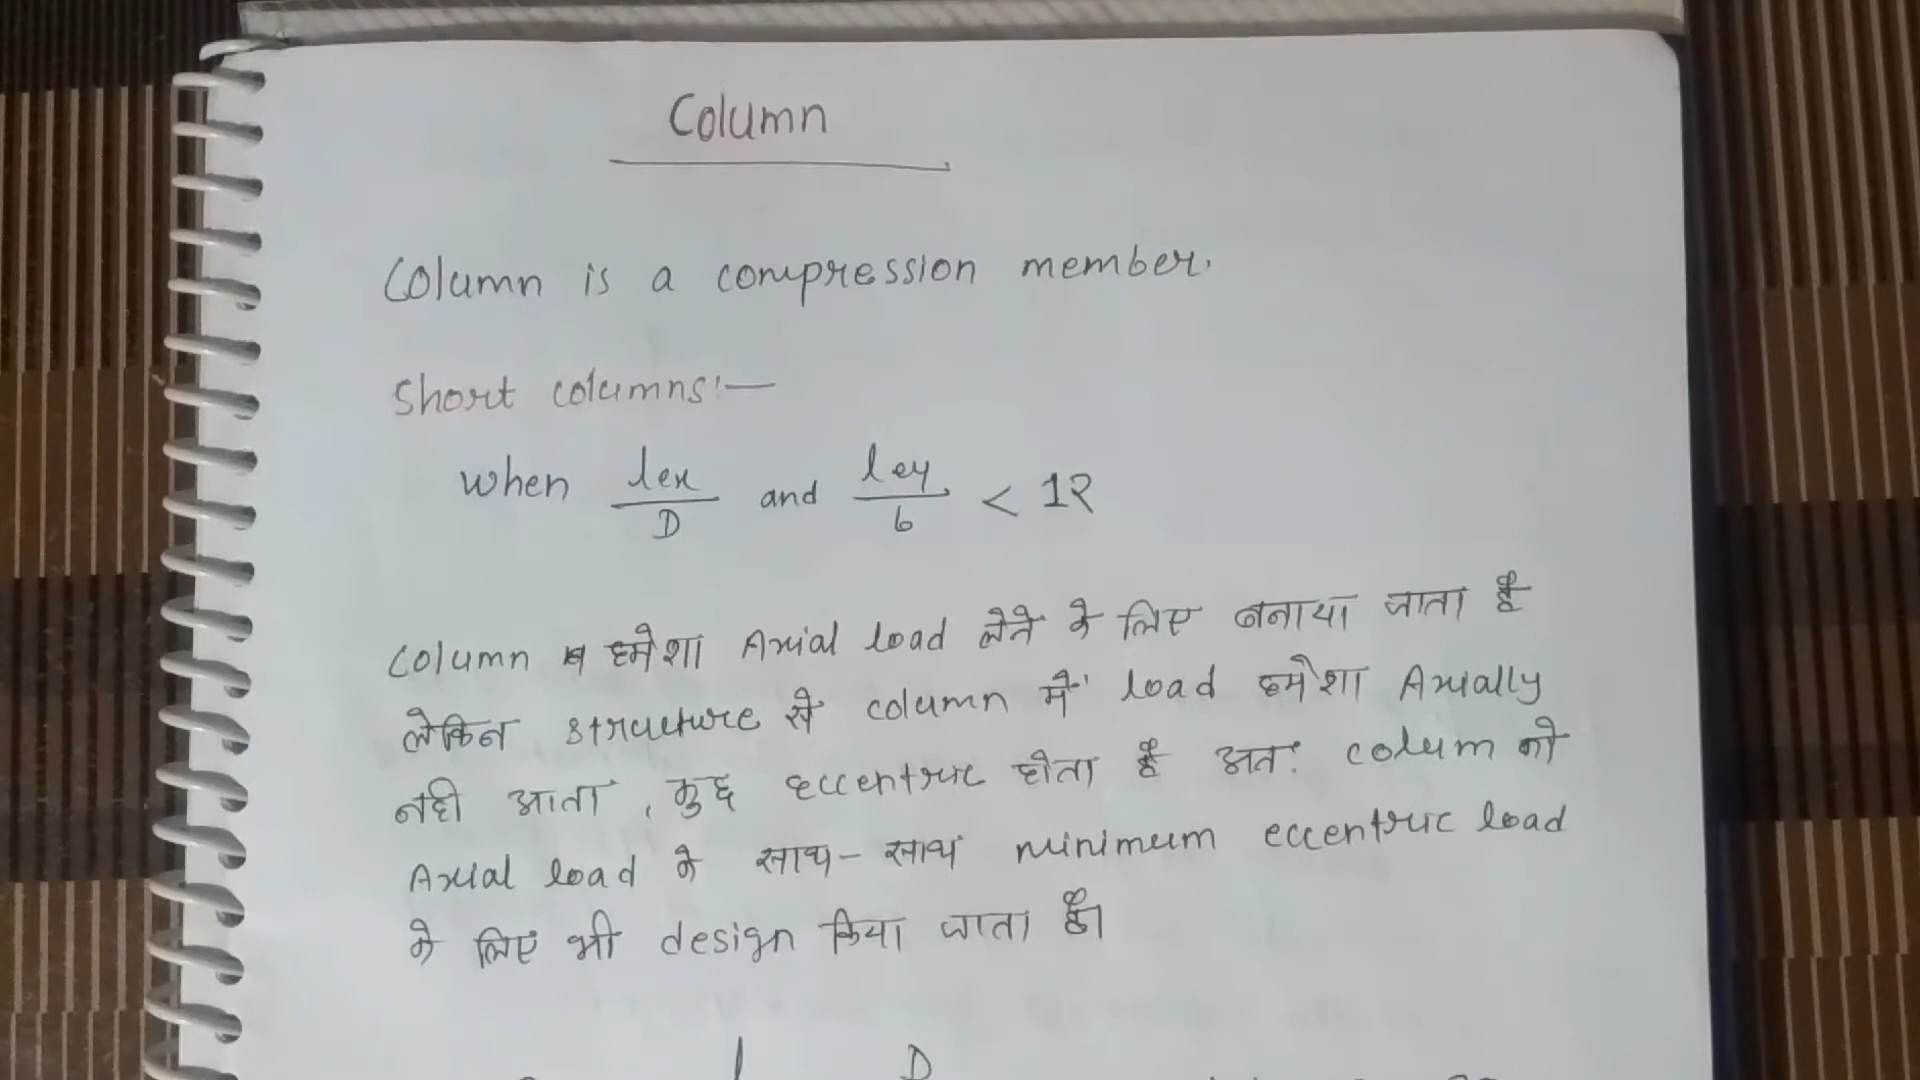 Column
Column is a compression member.
Short columns:—
when lex/D and ley/b < 12
Column हमेशा Axial load लेने के लिए बनाया जाता है
लेकिन structure से column में load हमेशा Axially
नही आता, कुछ eccentric होता है अतः colum को
Axial load के साथ-साथ minimum eccentric load
के लिए भी design किया जाता है।
l D